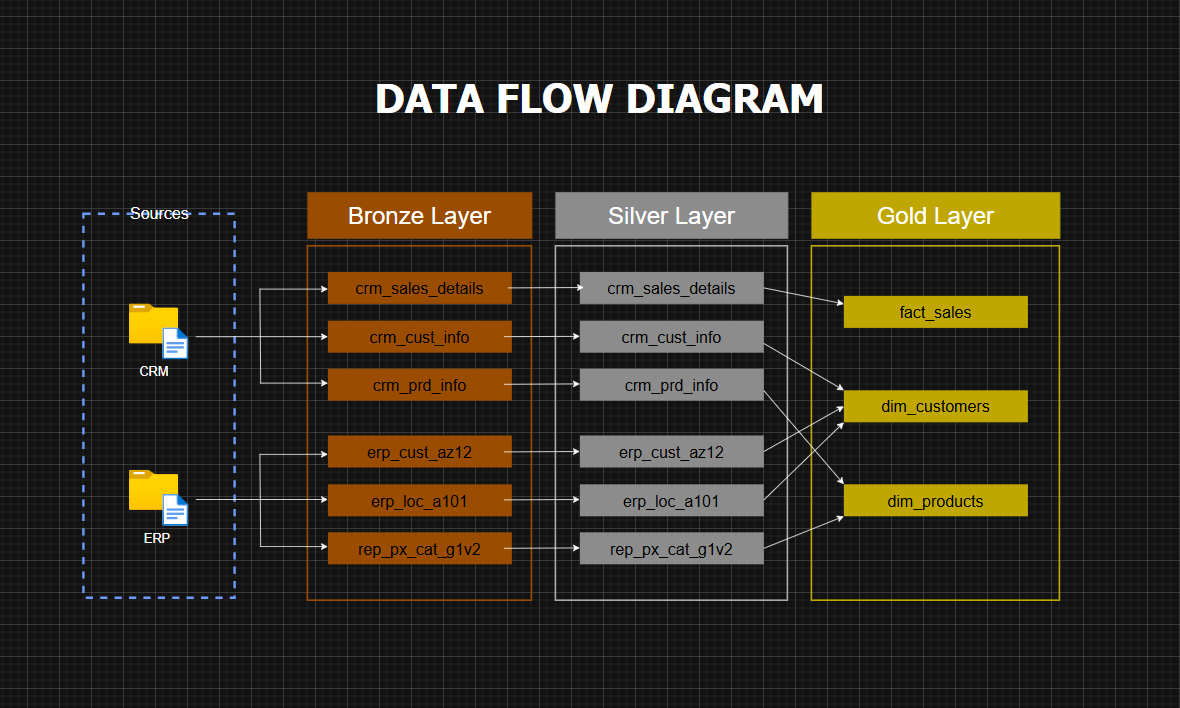 DATA FLOW DIAGRAM
Sources
CRM
ERP
Bronze Layer
crm_sales_details
crm_cust_info
crm_prd_info
erp_cust_az12
erp_loc_a101
rep_px_cat_g1v2
Silver Layer
crm_sales_details
crm_cust_info
crm_prd_info
erp_cust_az12
erp_loc_a101
rep_px_cat_g1v2
Gold Layer
fact_sales
dim_customers
dim_products